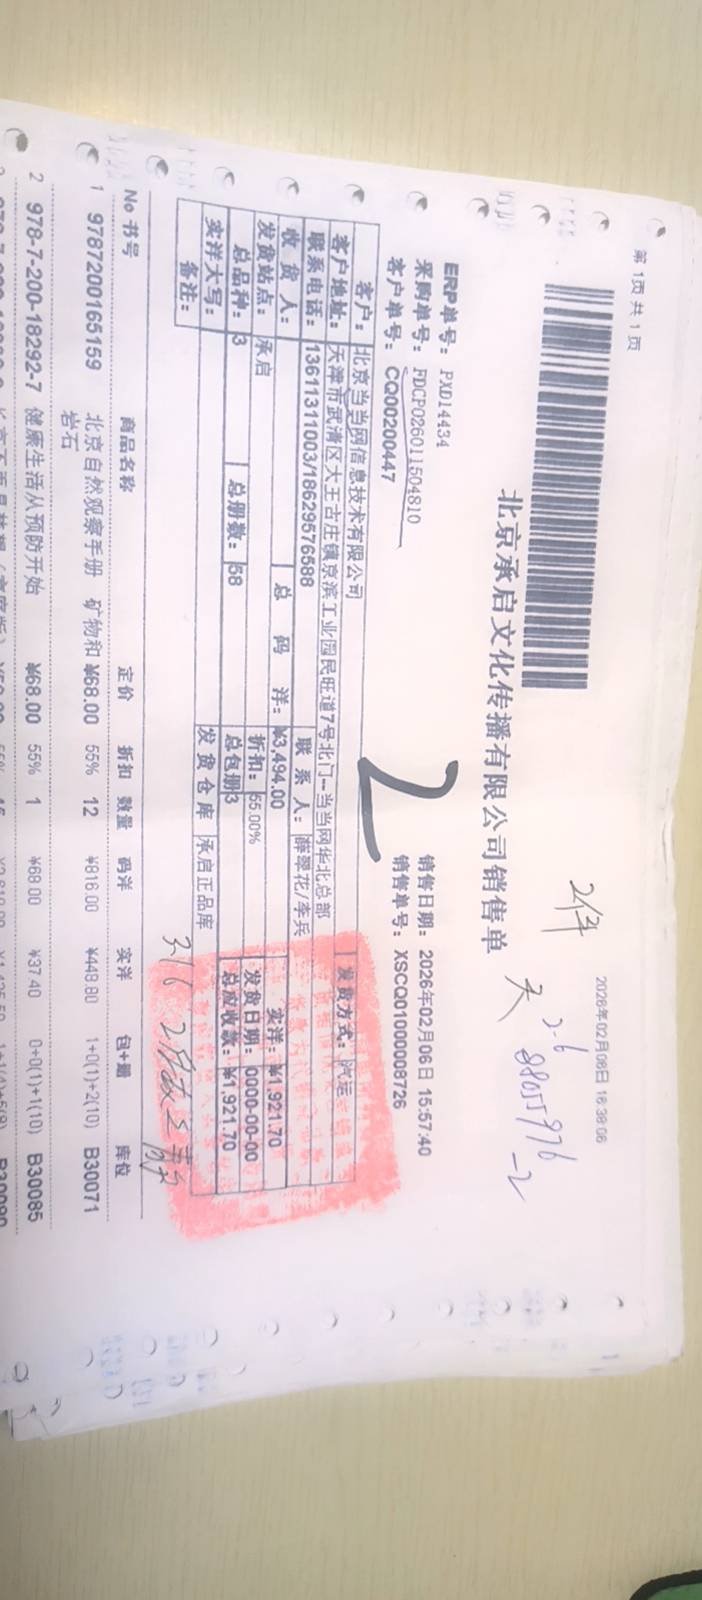 第 1页 共 1 页
2026年02月06日 16:38:06
2件 天 2-6 88055976-2
北京承启文化传播有限公司销售单
ERP单号: PXD14434
采购单号: FDCP026011504810
销售日期: 2026年02月06日 15:57:40
客户单号: CQ00200447
销售单号: XSCQ01000008726
2
客户: 北京当当网信息技术有限公司
发货方式: 汽运
客户地址: 天津市武清区大王古庄镇京滨工业园民旺道7号北门--当当网华北总部
联系电话: 13611311003/18629576588
联系人: 薛翠花/李兵
收货人:
总码洋: ¥3,494.00
实洋: ¥1,921.70
发货站点: 承启
折扣: 55.00%
发货日期: 0000-00-00
总品种: 3
总册数: 58
总包册 3
总应收款: ¥1,921.70
实洋大写:
发货仓库 承启正品库
备注:
No 书号 商品名称 定价 折扣 数量 码洋 实洋 包+册 库位
1 9787200165159 北京自然观察手册 矿物和岩石 ¥68.00 55% 12 ¥816.00 ¥448.80 1+0(1)+2(10) B30071
2 978-7-200-18292-7 健康生活从预防开始 ¥68.00 55% 1 ¥68.00 ¥37.40 0+0(1)+1(10) B30085